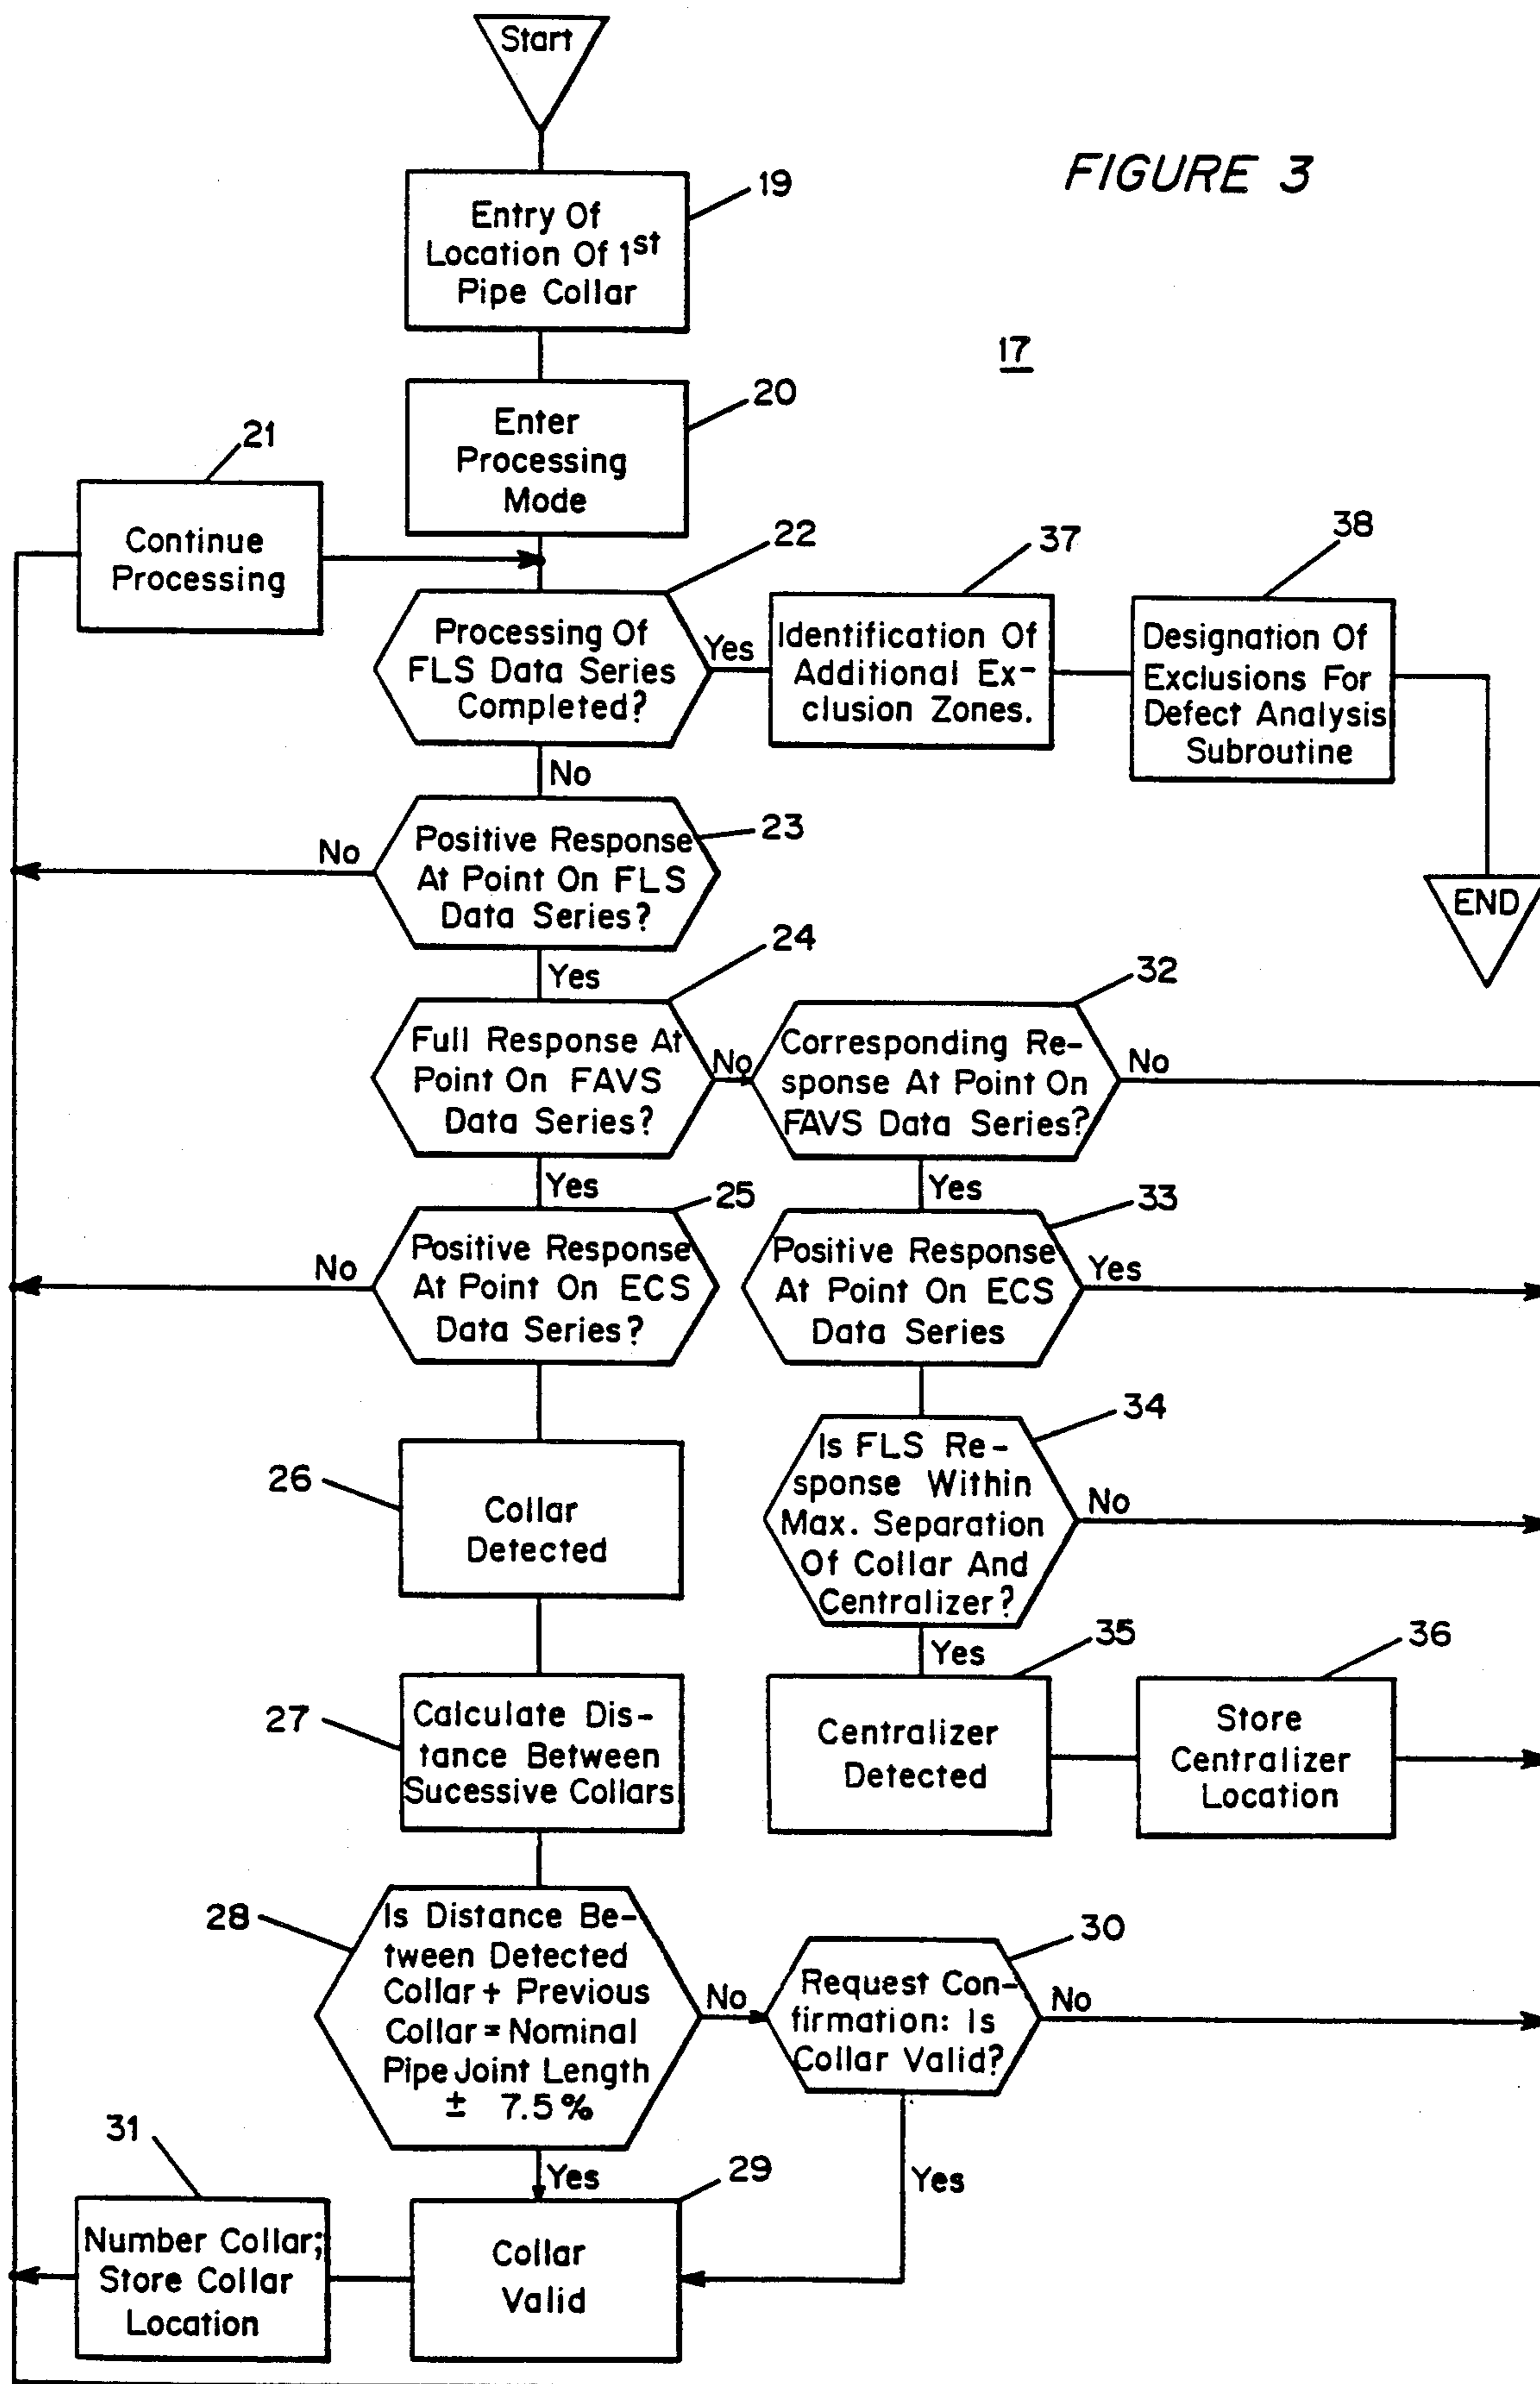 Start
FIGURE 3
19
Entry Of
Location Of 1st
Pipe Collar
17
20
Enter
Processing
Mode
21
Continue
Processing
22
Processing Of
FLS Data Series
Completed?
Yes
37
Identification Of
Additional Ex-
clusion Zones.
38
Designation Of
Exclusions For
Defect Analysis
Subroutine
END
No
23
Positive Response
At Point On FLS
Data Series?
No
Yes
24
Full Response At
Point On FAVS
Data Series?
No
32
Corresponding Re-
sponse At Point On
FAVS Data Series?
No
Yes
Yes
25
Positive Response
At Point On ECS
Data Series?
No
33
Positive Response
At Point On ECS
Data Series
Yes
34
Is FLS Re-
sponse Within
Max. Separation
Of Collar And
Centralizer?
No
Yes
26
Collar
Detected
35
Centralizer
Detected
36
Store
Centralizer
Location
27
Calculate Dis-
tance Between
Sucessive Collars
28
Is Distance Be-
tween Detected
Collar + Previous
Collar = Nominal
Pipe Joint Length
± 7.5%
No
30
Request Con-
firmation: Is
Collar Valid?
No
Yes
Yes
29
Collar
Valid
31
Number Collar;
Store Collar
Location